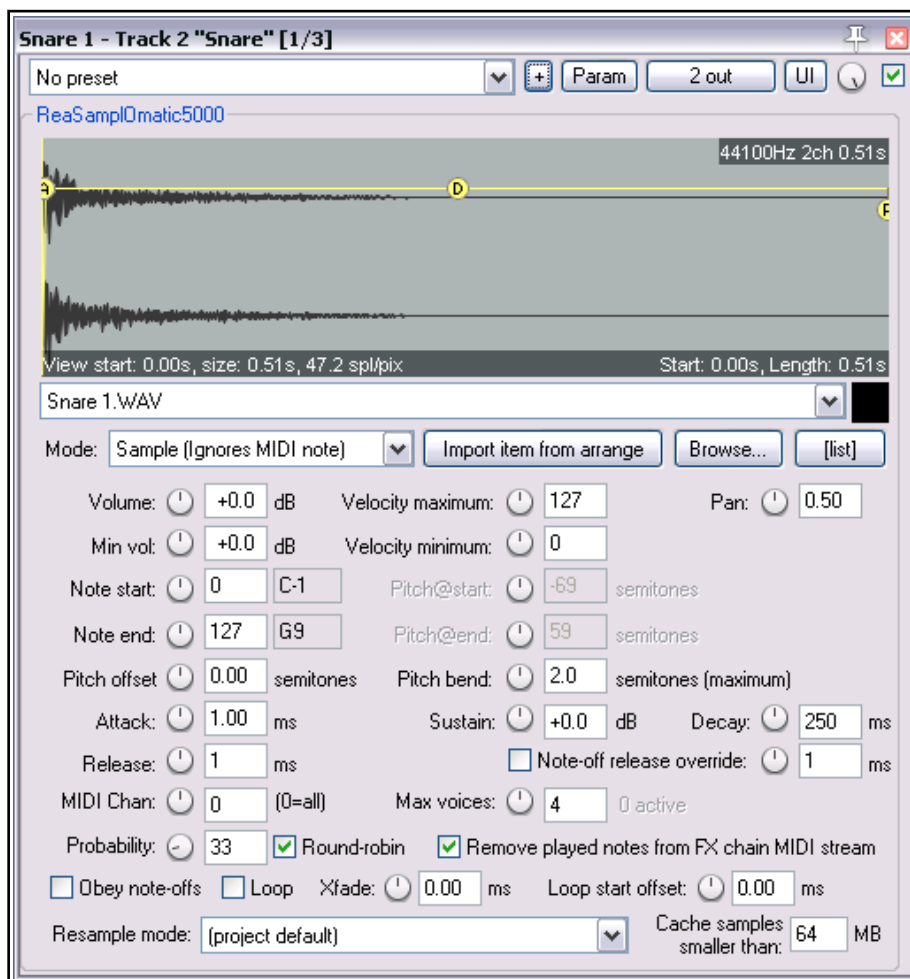 Snare 1 - Track 2 "Snare" [1/3]
No preset + Param 2 out UI
ReaSamplOmatic5000
44100Hz 2ch 0.51s
A D
View start: 0.00s, size: 0.51s, 47.2 spl/pix Start: 0.00s, Length: 0.51s
Snare 1.WAV
Mode: Sample (Ignores MIDI note) Import item from arrange Browse... [list]
Volume: +0.0 dB Velocity maximum: 127 Pan: 0.50
Min vol: +0.0 dB Velocity minimum: 0
Note start: 0 C-1 Pitch@start: -69 semitones
Note end: 127 G9 Pitch@end: 59 semitones
Pitch offset 0.00 semitones Pitch bend: 2.0 semitones (maximum)
Attack: 1.00 ms Sustain: +0.0 dB Decay: 250 ms
Release: 1 ms Note-off release override: 1 ms
MIDI Chan: 0 (0=all) Max voices: 4 0 active
Probability: 33 Round-robin Remove played notes from FX chain MIDI stream
Obey note-offs Loop Xfade: 0.00 ms Loop start offset: 0.00 ms
Resample mode: (project default) Cache samples smaller than: 64 MB